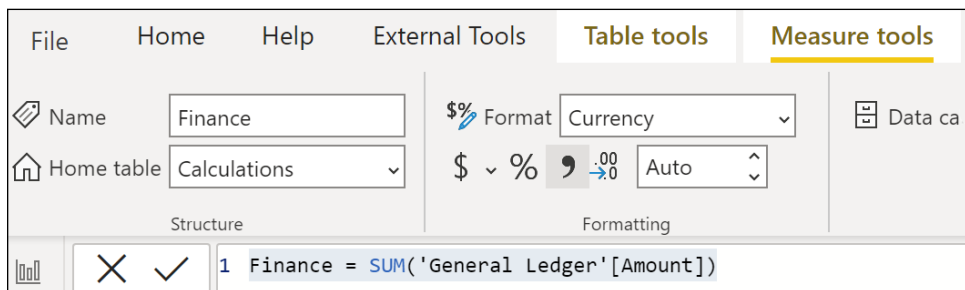 File Home Help External Tools Table tools Measure tools
Name Finance $% Format Currency Data ca
Home table Calculations $ % , .00 .0 Auto
Structure Formatting
1 Finance = SUM('General Ledger'[Amount])